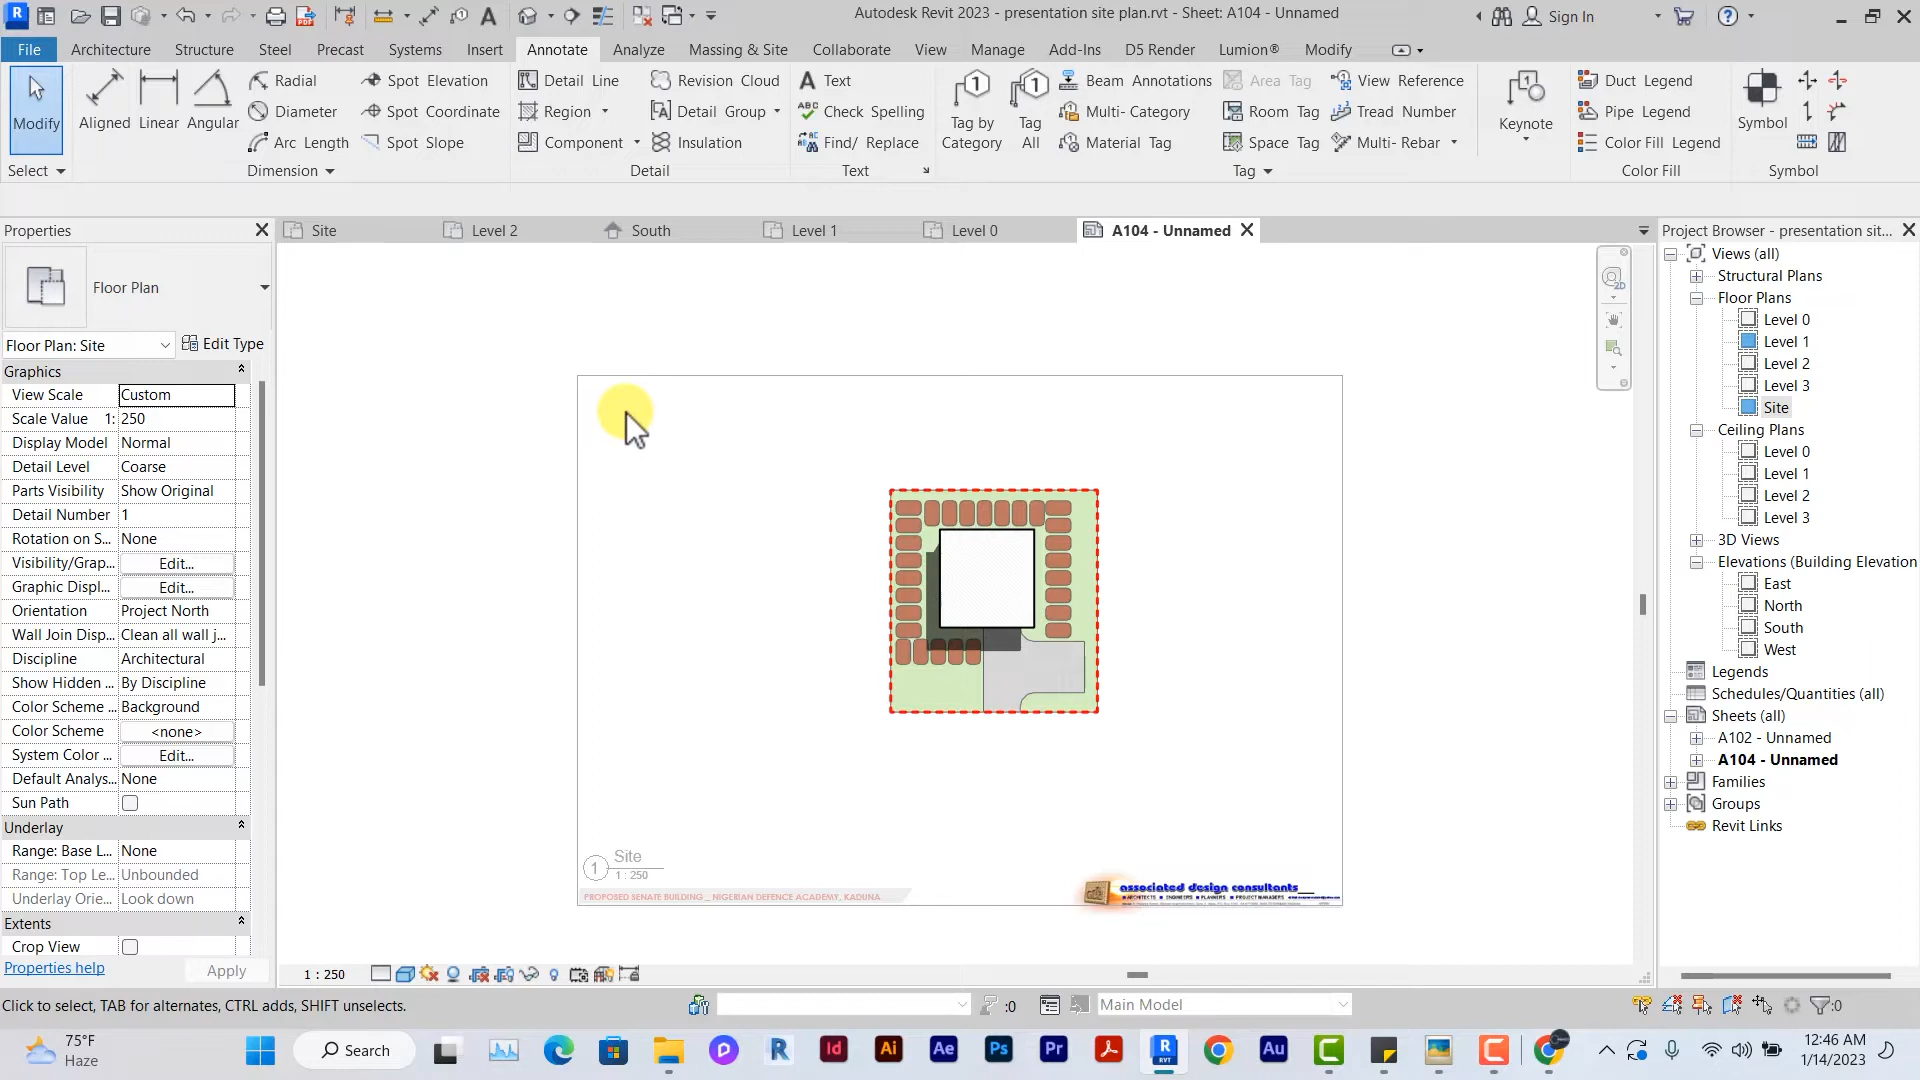 Autodesk Revit 2023 - presentation site plan.rvt - Sheet: A104 - Unnamed
Sign In
File Architecture Structure Steel Precast Systems Insert Annotate Analyze Massing & Site Collaborate View Manage Add-Ins D5 Render Lumion® Modify
Modify
Select
Aligned
Linear
Angular
Radial
Diameter
Arc Length
Spot Elevation
Spot Coordinate
Spot Slope
Dimension
Detail Line
Region
Component
Revision Cloud
Detail Group
Insulation
Detail
Text
Check Spelling
Find/ Replace
Text
Tag by
Category
Tag
All
Beam Annotations
Multi- Category
Material Tag
Area Tag
Room Tag
Space Tag
View Reference
Tread Number
Multi- Rebar
Tag
Keynote
Duct Legend
Pipe Legend
Color Fill Legend
Color Fill
Symbol
Symbol
Properties
Floor Plan
Floor Plan: Site
Edit Type
Graphics
View Scale Custom
Scale Value 1: 250
Display Model Normal
Detail Level Coarse
Parts Visibility Show Original
Detail Number 1
Rotation on S... None
Visibility/Grap... Edit...
Graphic Displ... Edit...
Orientation Project North
Wall Join Disp... Clean all wall j...
Discipline Architectural
Show Hidden ... By Discipline
Color Scheme ... Background
Color Scheme <none>
System Color ... Edit...
Default Analys... None
Sun Path
Underlay
Range: Base L... None
Range: Top Le... Unbounded
Underlay Orie... Look down
Extents
Crop View
Properties help
Apply
Site Level 2 South Level 1 Level 0 A104 - Unnamed
2D
1 Site
1 : 250
PROPOSED SENATE BUILDING _ NIGERIAN DEFENCE ACADEMY, KADUNA
associated design consultants
ARCHITECTS ENGINEERS PLANNERS PROJECT MANAGERS
1 : 250
Project Browser - presentation sit...
Views (all)
Structural Plans
Floor Plans
Level 0
Level 1
Level 2
Level 3
Site
Ceiling Plans
Level 0
Level 1
Level 2
Level 3
3D Views
Elevations (Building Elevation
East
North
South
West
Legends
Schedules/Quantities (all)
Sheets (all)
A102 - Unnamed
A104 - Unnamed
Families
Groups
Revit Links
Click to select, TAB for alternates, CTRL adds, SHIFT unselects.
:0
Main Model
:0
75°F
Haze
Search
12:46 AM
1/14/2023